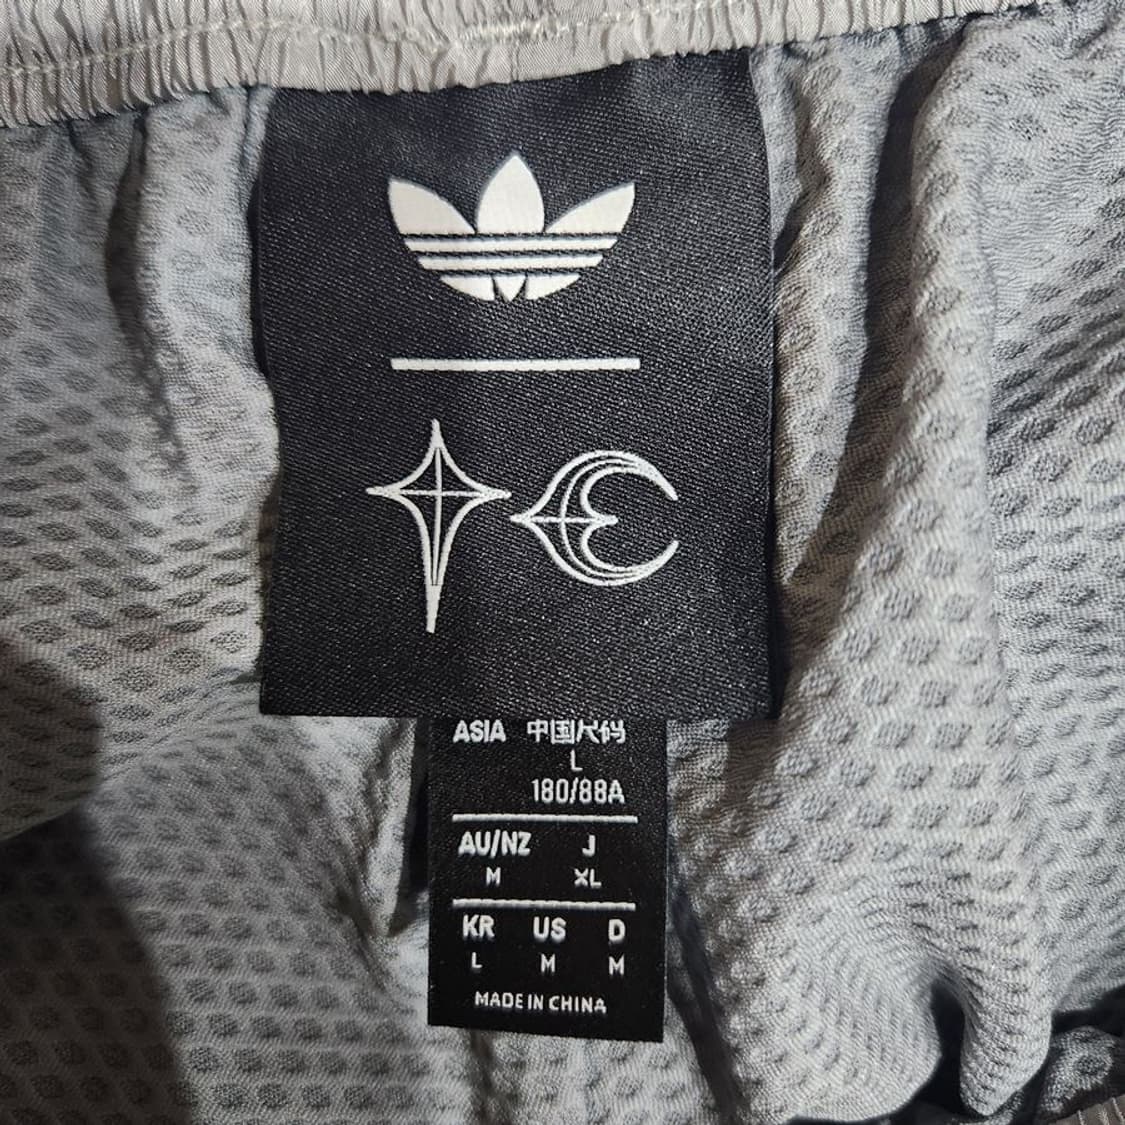 ASIA 中国尺码
L
180/88A
AU/NZ J
M XL
KR US D
L M M
MADE IN CHINA